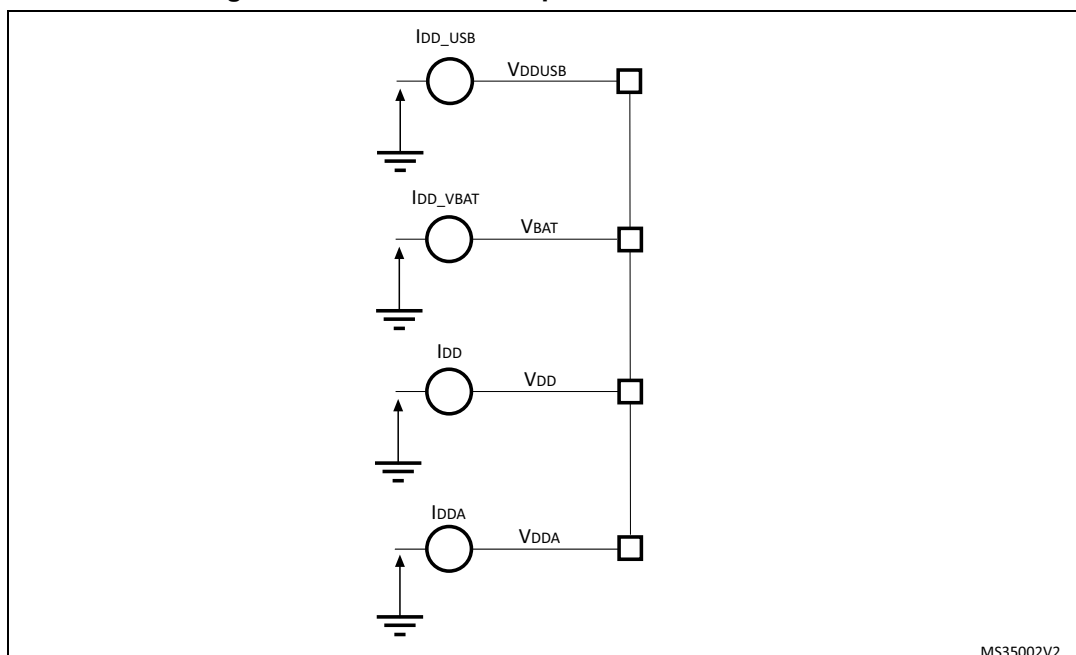 IDD_USB
VDDUSB
IDD_VBAT
VBAT
IDD
VDD
IDDA
VDDA
MS35002V2